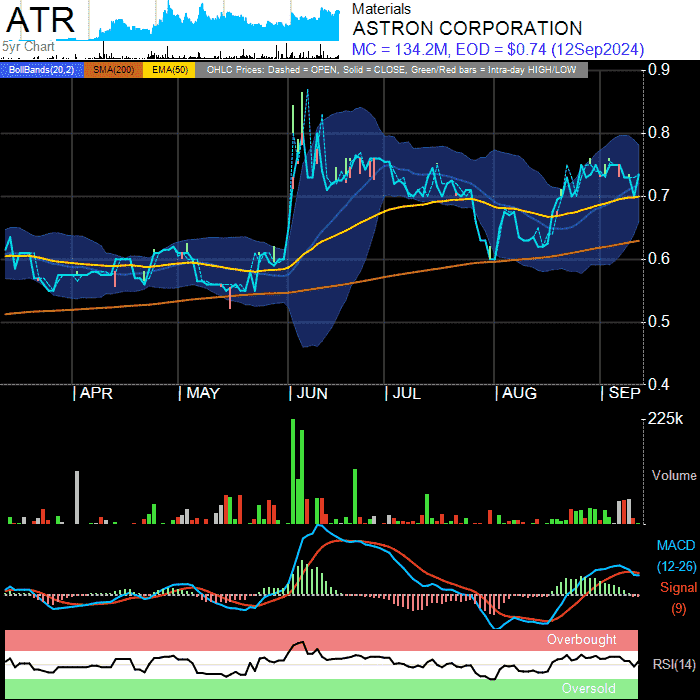 ATR
5yr Chart
Materials
ASTRON CORPORATION
MC = 134.2M, EOD = $0.74 (12Sep2024)
BollBands(20,2) SMA(200) EMA(50) OHLC Prices: Dashed = OPEN, Solid = CLOSE, Green/Red bars = Intra-day HIGH/LOW
0.9
0.8
0.7
0.6
0.5
0.4
APR MAY JUN JUL AUG SEP
225k
Volume
MACD
(12-26)
Signal
(9)
Overbought
RSI(14)
Oversold